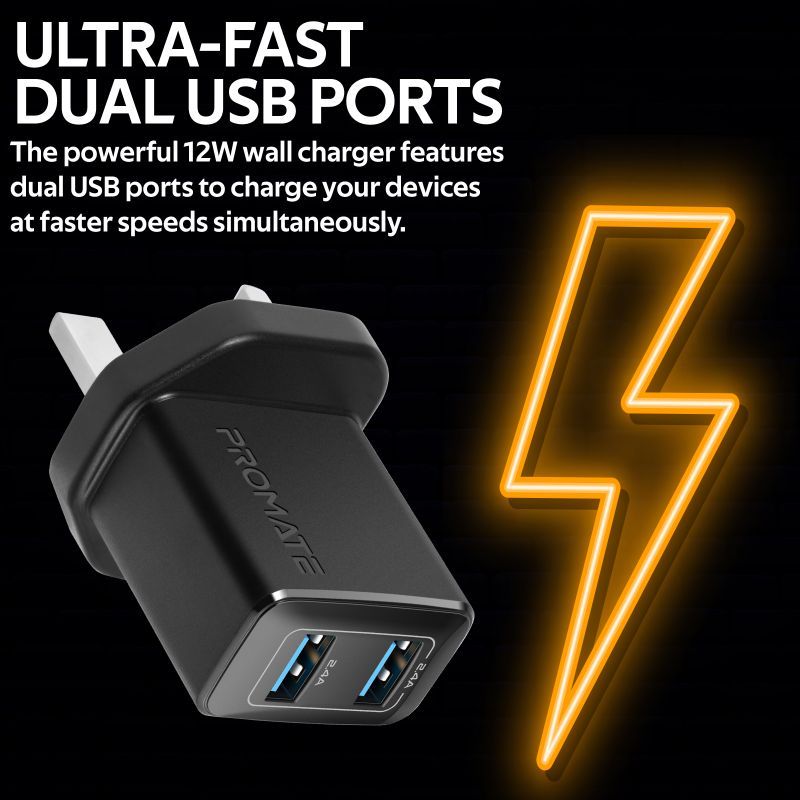 ULTRA-FAST
DUAL USB PORTS
The powerful 12W wall charger features
dual USB ports to charge your devices
at faster speeds simultaneously.
PROMATE
2.4A
2.4A